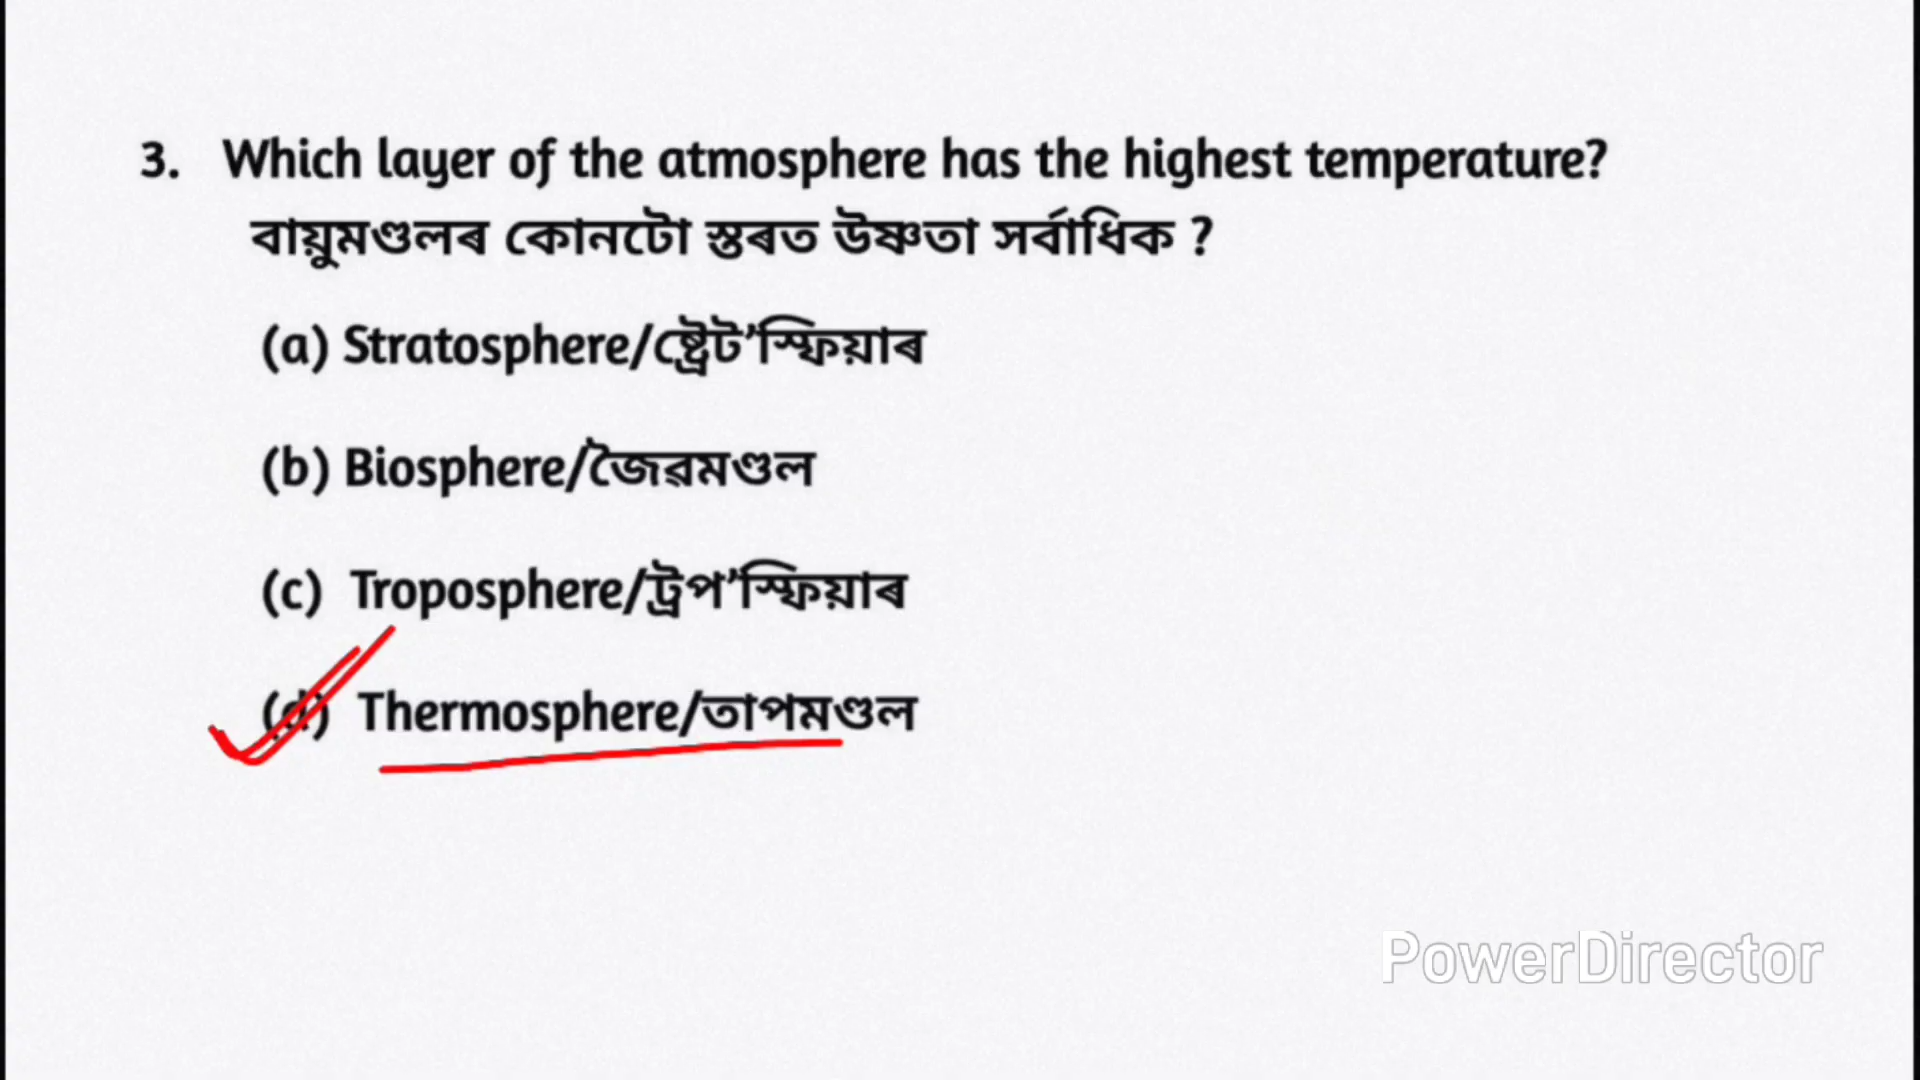 3. Which layer of the atmosphere has the highest temperature?
বায়ুমণ্ডলৰ কোনটো স্তৰত উষ্ণতা সৰ্বাধিক ?
(a) Stratosphere/ষ্ট্ৰেট’স্ফিয়াৰ
(b) Biosphere/জৈৱমণ্ডল
(c) Troposphere/ট্ৰপ’স্ফিয়াৰ
(d) Thermosphere/তাপমণ্ডল
PowerDirector